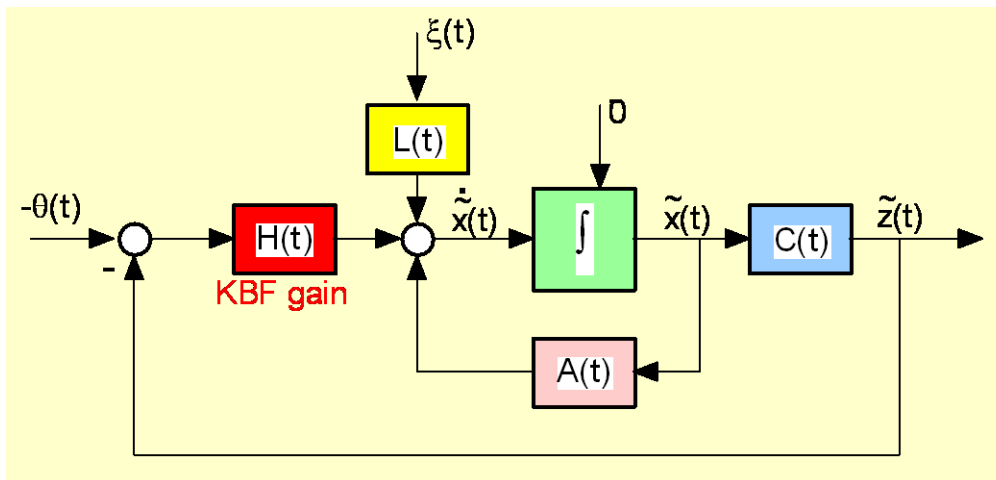 ξ(t)
0
L(t)
-θ(t)
H(t)
ẋ̃(t)
∫
x̃(t)
C(t)
z̃(t)
-
KBF gain
A(t)